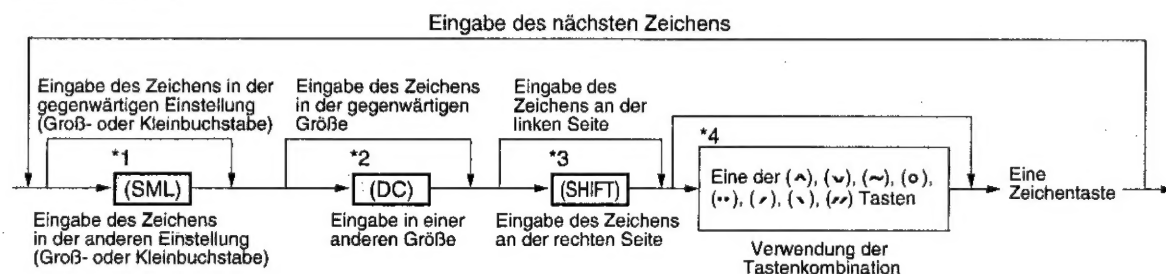 Eingabe des nächsten Zeichens
Eingabe des Zeichens in der
gegenwärtigen Einstellung
(Groß- oder Kleinbuchstabe)
*1
(SML)
Eingabe des Zeichens
in der anderen Einstellung
(Groß- oder Kleinbuchstabe)
Eingabe des Zeichens
in der gegenwärtigen
Größe
*2
(DC)
Eingabe in einer
anderen Größe
Eingabe des
Zeichens an der
linken Seite
*3
(SHIFT)
Eingabe des Zeichens
an der rechten Seite
*4
Eine der (^), (˅), (~), (o),
(··), (´), (`), (˝) Tasten
Verwendung der
Tastenkombination
Eine
Zeichentaste